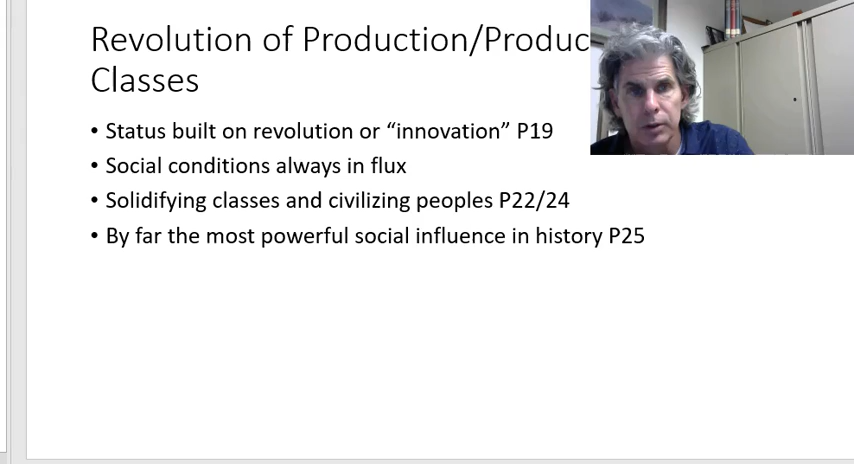 Revolution of Production/Produc
Classes
• Status built on revolution or “innovation” P19
• Social conditions always in flux
• Solidifying classes and civilizing peoples P22/24
• By far the most powerful social influence in history P25